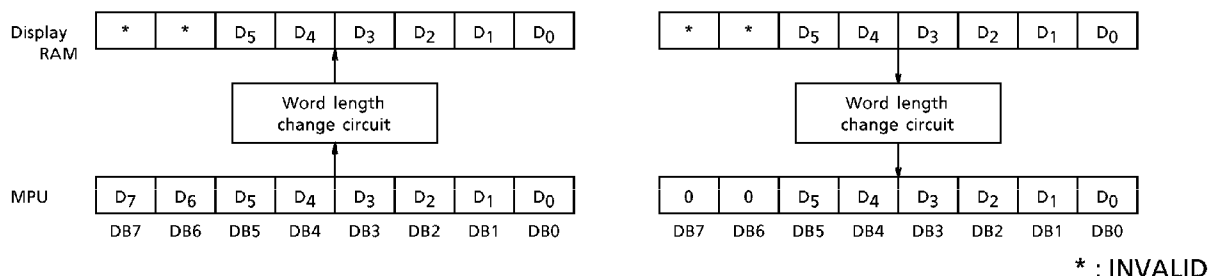 Display RAM
* * D5 D4 D3 D2 D1 D0
* * D5 D4 D3 D2 D1 D0
Word length change circuit
Word length change circuit
MPU
D7 D6 D5 D4 D3 D2 D1 D0
0 0 D5 D4 D3 D2 D1 D0
DB7 DB6 DB5 DB4 DB3 DB2 DB1 DB0
DB7 DB6 DB5 DB4 DB3 DB2 DB1 DB0
* : INVALID